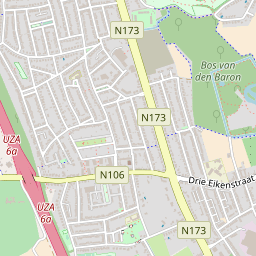 N173
Bos van
den Baron
N173
UZA
6a
N106
Drie Eikenstraat
UZA
6a
N173